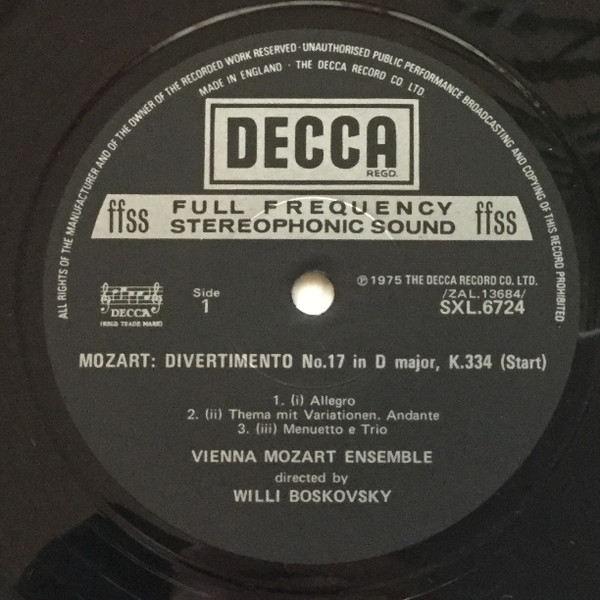 ALL RIGHTS OF THE MANUFACTURER AND OF THE OWNER OF THE RECORDED WORK RESERVED · UNAUTHORISED PUBLIC PERFORMANCE BROADCASTING AND COPYING OF THIS RECORD PROHIBITED
MADE IN ENGLAND · THE DECCA RECORD CO LTD
DECCA
REGD.
ffss FULL FREQUENCY STEREOPHONIC SOUND ffss
DECCA
(REGD TRADE MARK)
Side
1
℗ 1975 THE DECCA RECORD CO. LTD.
/ZAL.13684/
SXL.6724
MOZART: DIVERTIMENTO No.17 in D major, K.334 (Start)
1. (i) Allegro
2. (ii) Thema mit Variationen. Andante
3. (iii) Menuetto e Trio
VIENNA MOZART ENSEMBLE
directed by
WILLI BOSKOVSKY